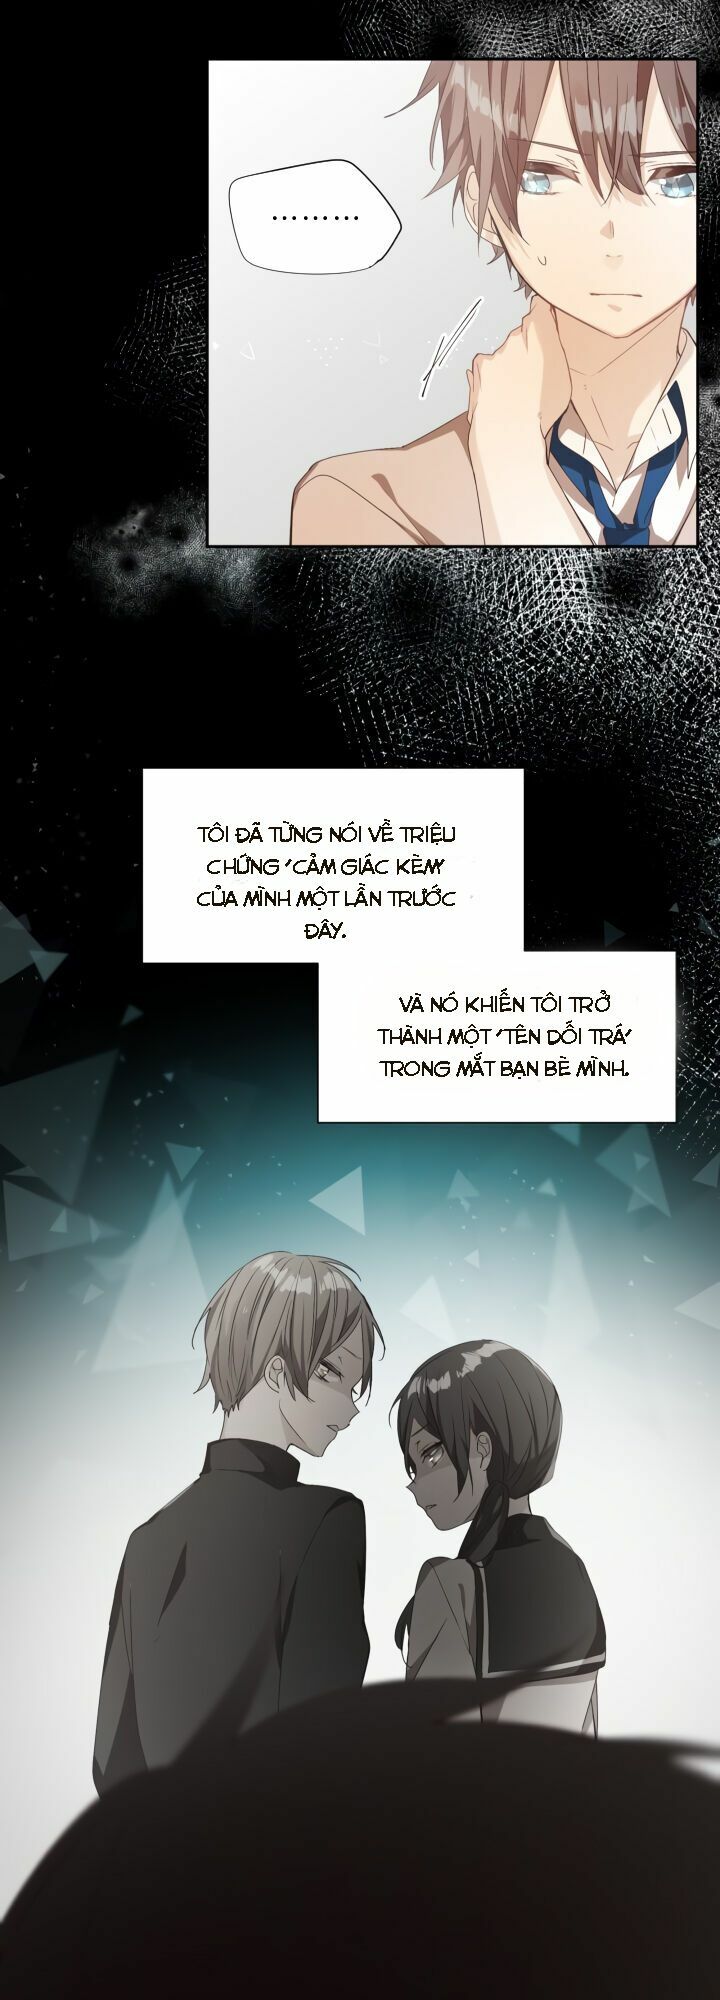 ………
TÔI ĐÃ TỪNG NÓI VỀ TRIỆU
CHỨNG 'CẢM GIÁC KÈM'
CỦA MÌNH MỘT LẦN TRƯỚC
ĐÂY.
VÀ NÓ KHIẾN TÔI TRỞ
THÀNH MỘT 'TÊN DỐI TRÁ'
TRONG MẮT BẠN BÈ MÌNH.